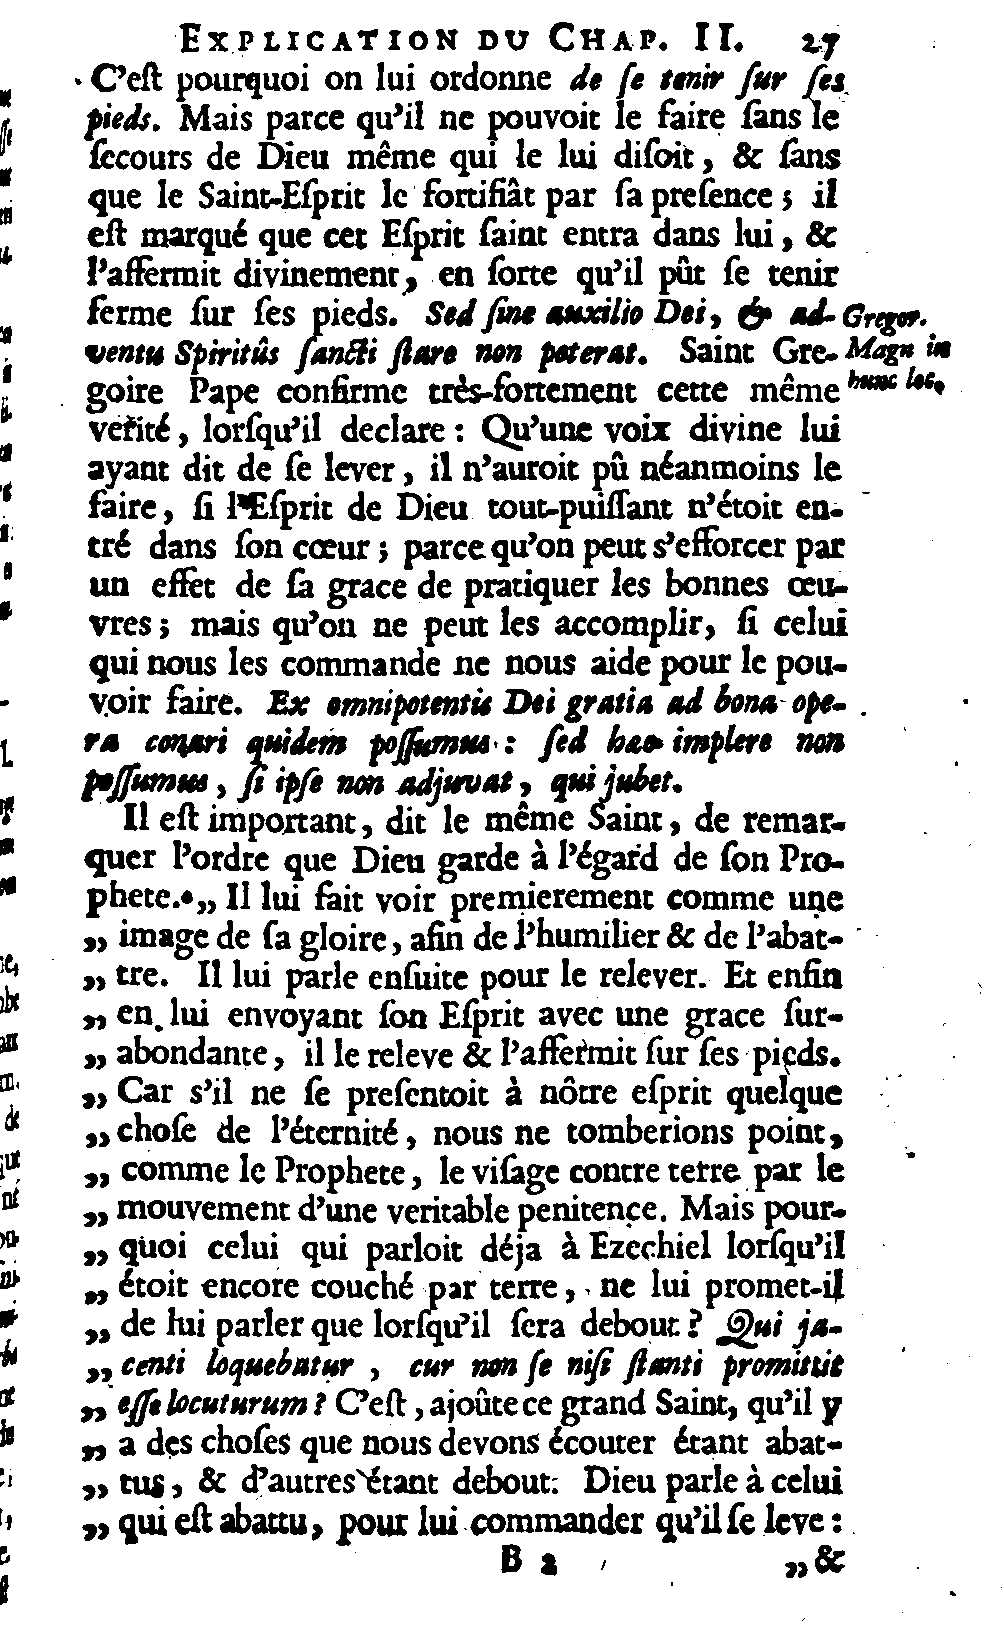 EXPLICATION DU CHAP. II. 27
C'eſt pourquoi on lui ordonne de ſe tenir ſur ſes
pieds. Mais parce qu'il ne pouvoit le faire ſans le
ſecours de Dieu même qui le lui diſoit, & ſans
que le Saint-Eſprit le fortifiât par ſa preſence; il
eſt marqué que cet Eſprit ſaint entra dans lui, &
l'affermit divinement, en ſorte qu'il pût ſe tenir
ferme ſur ſes pieds. Sed ſine auxilio Dei, & ad-
ventu Spiritûs ſancti ſtare non poterat. Saint Gre-
goire Pape confirme très-fortement cette même
verité, lorſqu'il declare: Qu'une voix divine lui
ayant dit de ſe lever, il n'auroit pû néanmoins le
faire, ſi l'Eſprit de Dieu tout-puiſſant n'étoit en-
tré dans ſon cœur; parce qu'on peut s'efforcer par
un effet de ſa grace de pratiquer les bonnes œu-
vres; mais qu'on ne peut les accomplir, ſi celui
qui nous les commande ne nous aide pour le pou-
voir faire. Ex omnipotentis Dei gratia ad bona ope-
ra conari quidem poſſumus: ſed hæc implere non
poſſumus, ſi ipſe non adjuvat, qui jubet.
Il eſt important, dit le même Saint, de remar-
quer l'ordre que Dieu garde à l'égard de ſon Pro-
phete. „ Il lui fait voir premierement comme une
„ image de ſa gloire, afin de l'humilier & de l'abat-
„ tre. Il lui parle enſuite pour le relever. Et enfin
„ en lui envoyant ſon Eſprit avec une grace ſur-
„ abondante, il le releve & l'affermit ſur ſes pieds.
„ Car s'il ne ſe preſentoit à nôtre eſprit quelque
„ choſe de l'éternité, nous ne tomberions point,
„ comme le Prophete, le viſage contre terre par le
„ mouvement d'une veritable penitence. Mais pour-
„ quoi celui qui parloit déja à Ezechiel lorſqu'il
„ étoit encore couché par terre, ne lui promet-il
„ de lui parler que lorſqu'il ſera debout? Qui ja-
„ centi loquebatur, cur non ſe niſi ſtanti promittit
„ eſſe locuturum? C'eſt, ajoûte ce grand Saint, qu'il y
„ a des choſes que nous devons écouter étant abat-
„ tus, & d'autres étant debout: Dieu parle à celui
„ qui eſt abattu, pour lui commander qu'il ſe leve:
B 2 „ &
Gregor.
Magn in
hunc loc.